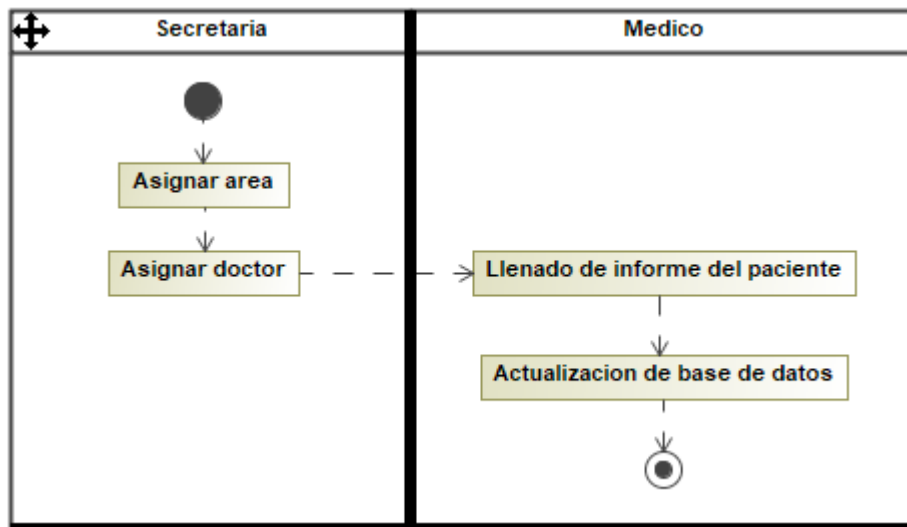 Secretaria
Medico
Asignar area
Asignar doctor
Llenado de informe del paciente
Actualizacion de base de datos